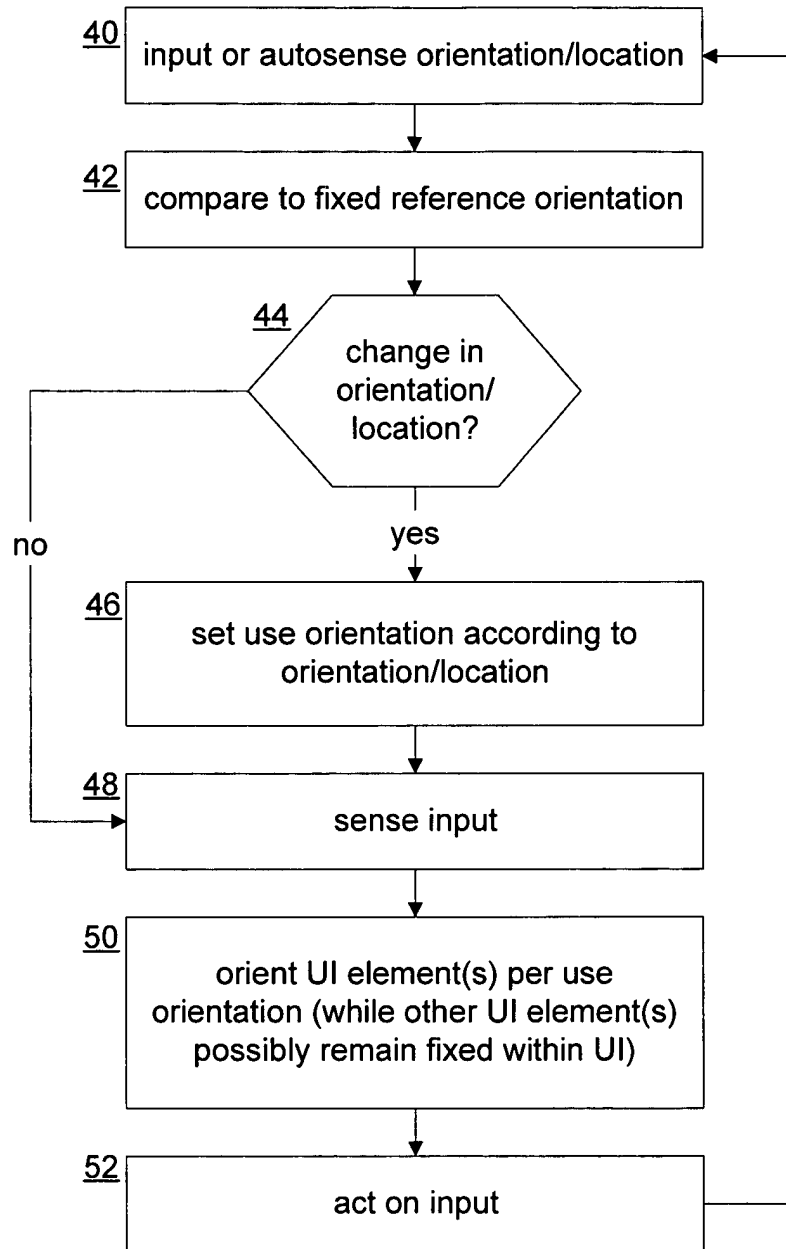 40
input or autosense orientation/location
42
compare to fixed reference orientation
44
change in
orientation/
location?
no
yes
46
set use orientation according to
orientation/location
48
sense input
50
orient UI element(s) per use
orientation (while other UI element(s)
possibly remain fixed within UI)
52
act on input